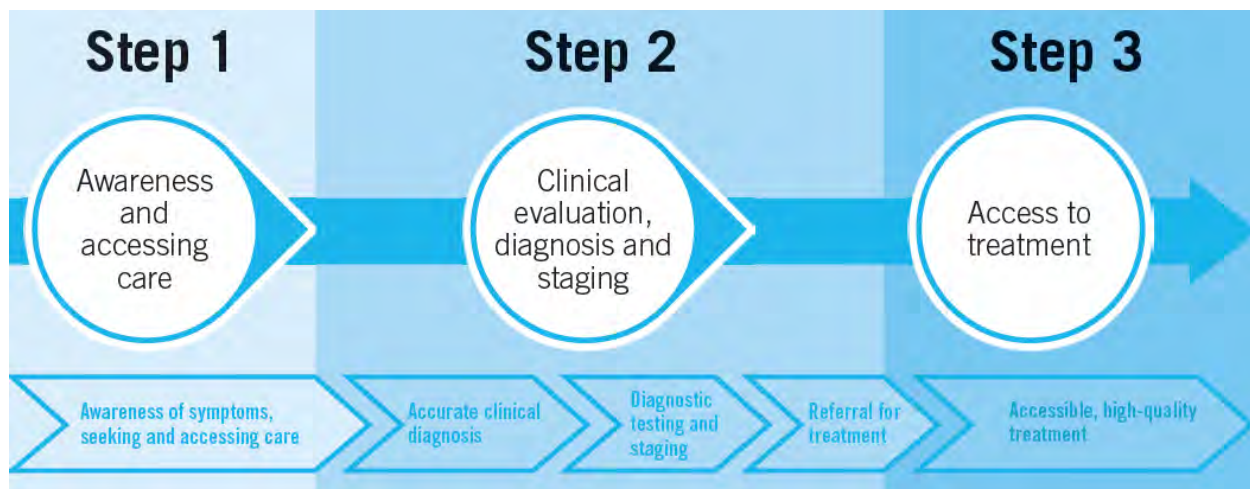 Step 1
Step 2
Step 3
Awareness
and
accessing
care
Clinical
evaluation,
diagnosis and
staging
Access to
treatment
Awareness of symptoms,
seeking and accessing care
Accurate clinical
diagnosis
Diagnostic
testing and
staging
Referral for
treatment
Accessible, high-quality
treatment